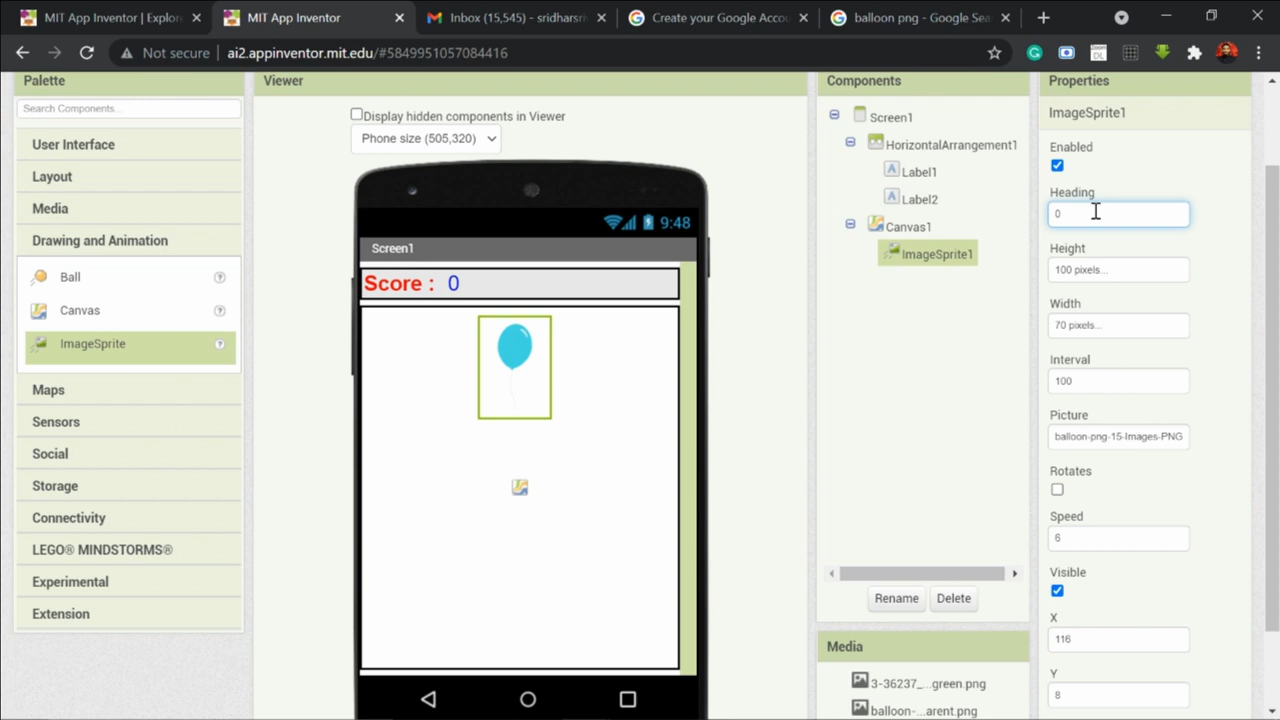 MIT App Inventor | Explor
MIT App Inventor
Inbox (15,545) - sridharsri
Create your Google Accou
balloon png - Google Sea
Not secure
ai2.appinventor.mit.edu/#5849951057084416
Palette
Search Components...
User Interface
Layout
Media
Drawing and Animation
Ball
Canvas
ImageSprite
Maps
Sensors
Social
Storage
Connectivity
LEGO® MINDSTORMS®
Experimental
Extension
Viewer
Display hidden components in Viewer
Phone size (505,320)
9:48
Screen1
Score : 0
Components
Screen1
HorizontalArrangement1
Label1
Label2
Canvas1
ImageSprite1
Rename
Delete
Media
3-36237_...green.png
balloon-...arent.png
Properties
ImageSprite1
Enabled
Heading
0
Height
100 pixels...
Width
70 pixels...
Interval
100
Picture
balloon-png-15-Images-PNG
Rotates
Speed
6
Visible
X
116
Y
8